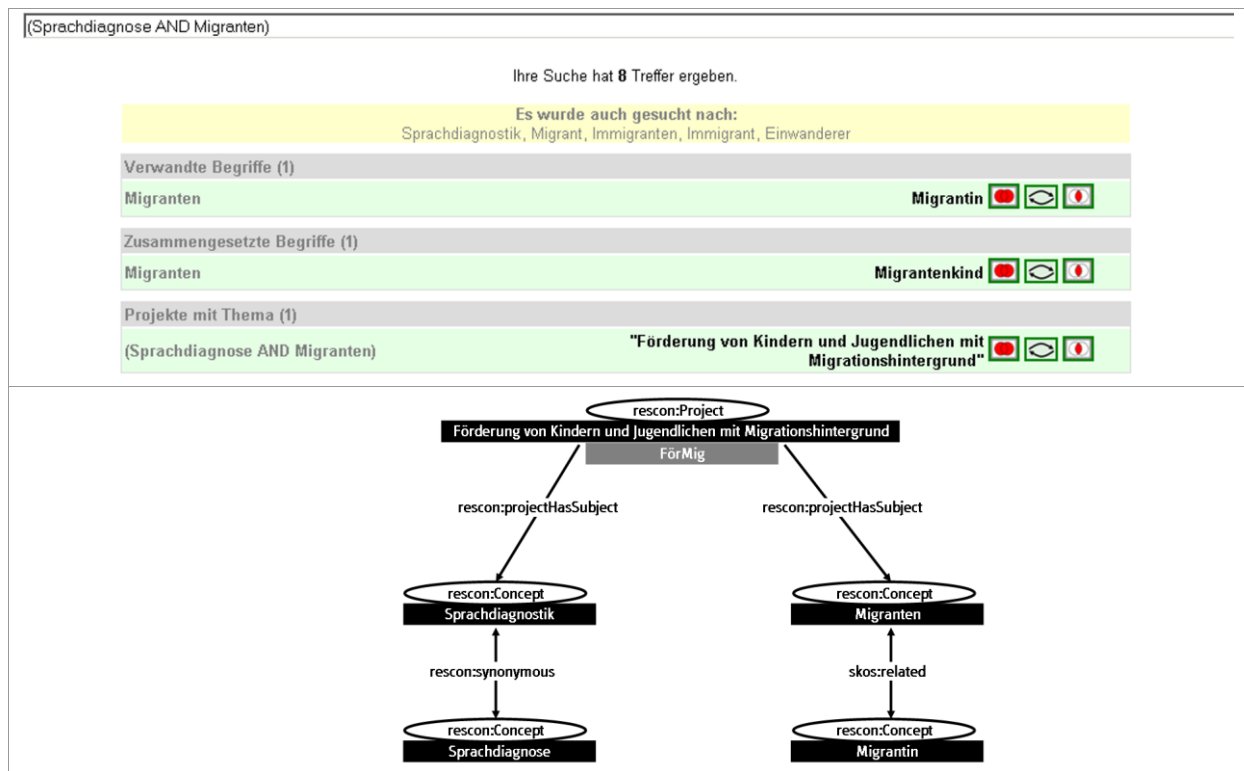 (Sprachdiagnose AND Migranten)
Ihre Suche hat 8 Treffer ergeben.
Es wurde auch gesucht nach:
Sprachdiagnostik, Migrant, Immigranten, Immigrant, Einwanderer
Verwandte Begriffe (1)
Migranten Migrantin
Zusammengesetzte Begriffe (1)
Migranten Migrantenkind
Projekte mit Thema (1)
(Sprachdiagnose AND Migranten) "Förderung von Kindern und Jugendlichen mit
Migrationshintergrund"
rescon:Project
Förderung von Kindern und Jugendlichen mit Migrationshintergrund
FörMig
rescon:projectHasSubject rescon:projectHasSubject
rescon:Concept rescon:Concept
Sprachdiagnostik Migranten
rescon:synonymous skos:related
rescon:Concept rescon:Concept
Sprachdiagnose Migrantin